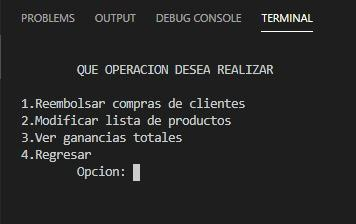 PROBLEMS OUTPUT DEBUG CONSOLE TERMINAL
QUE OPERACION DESEA REALIZAR
1.Reembolsar compras de clientes
2.Modificar lista de productos
3.Ver ganancias totales
4.Regresar
Opcion: